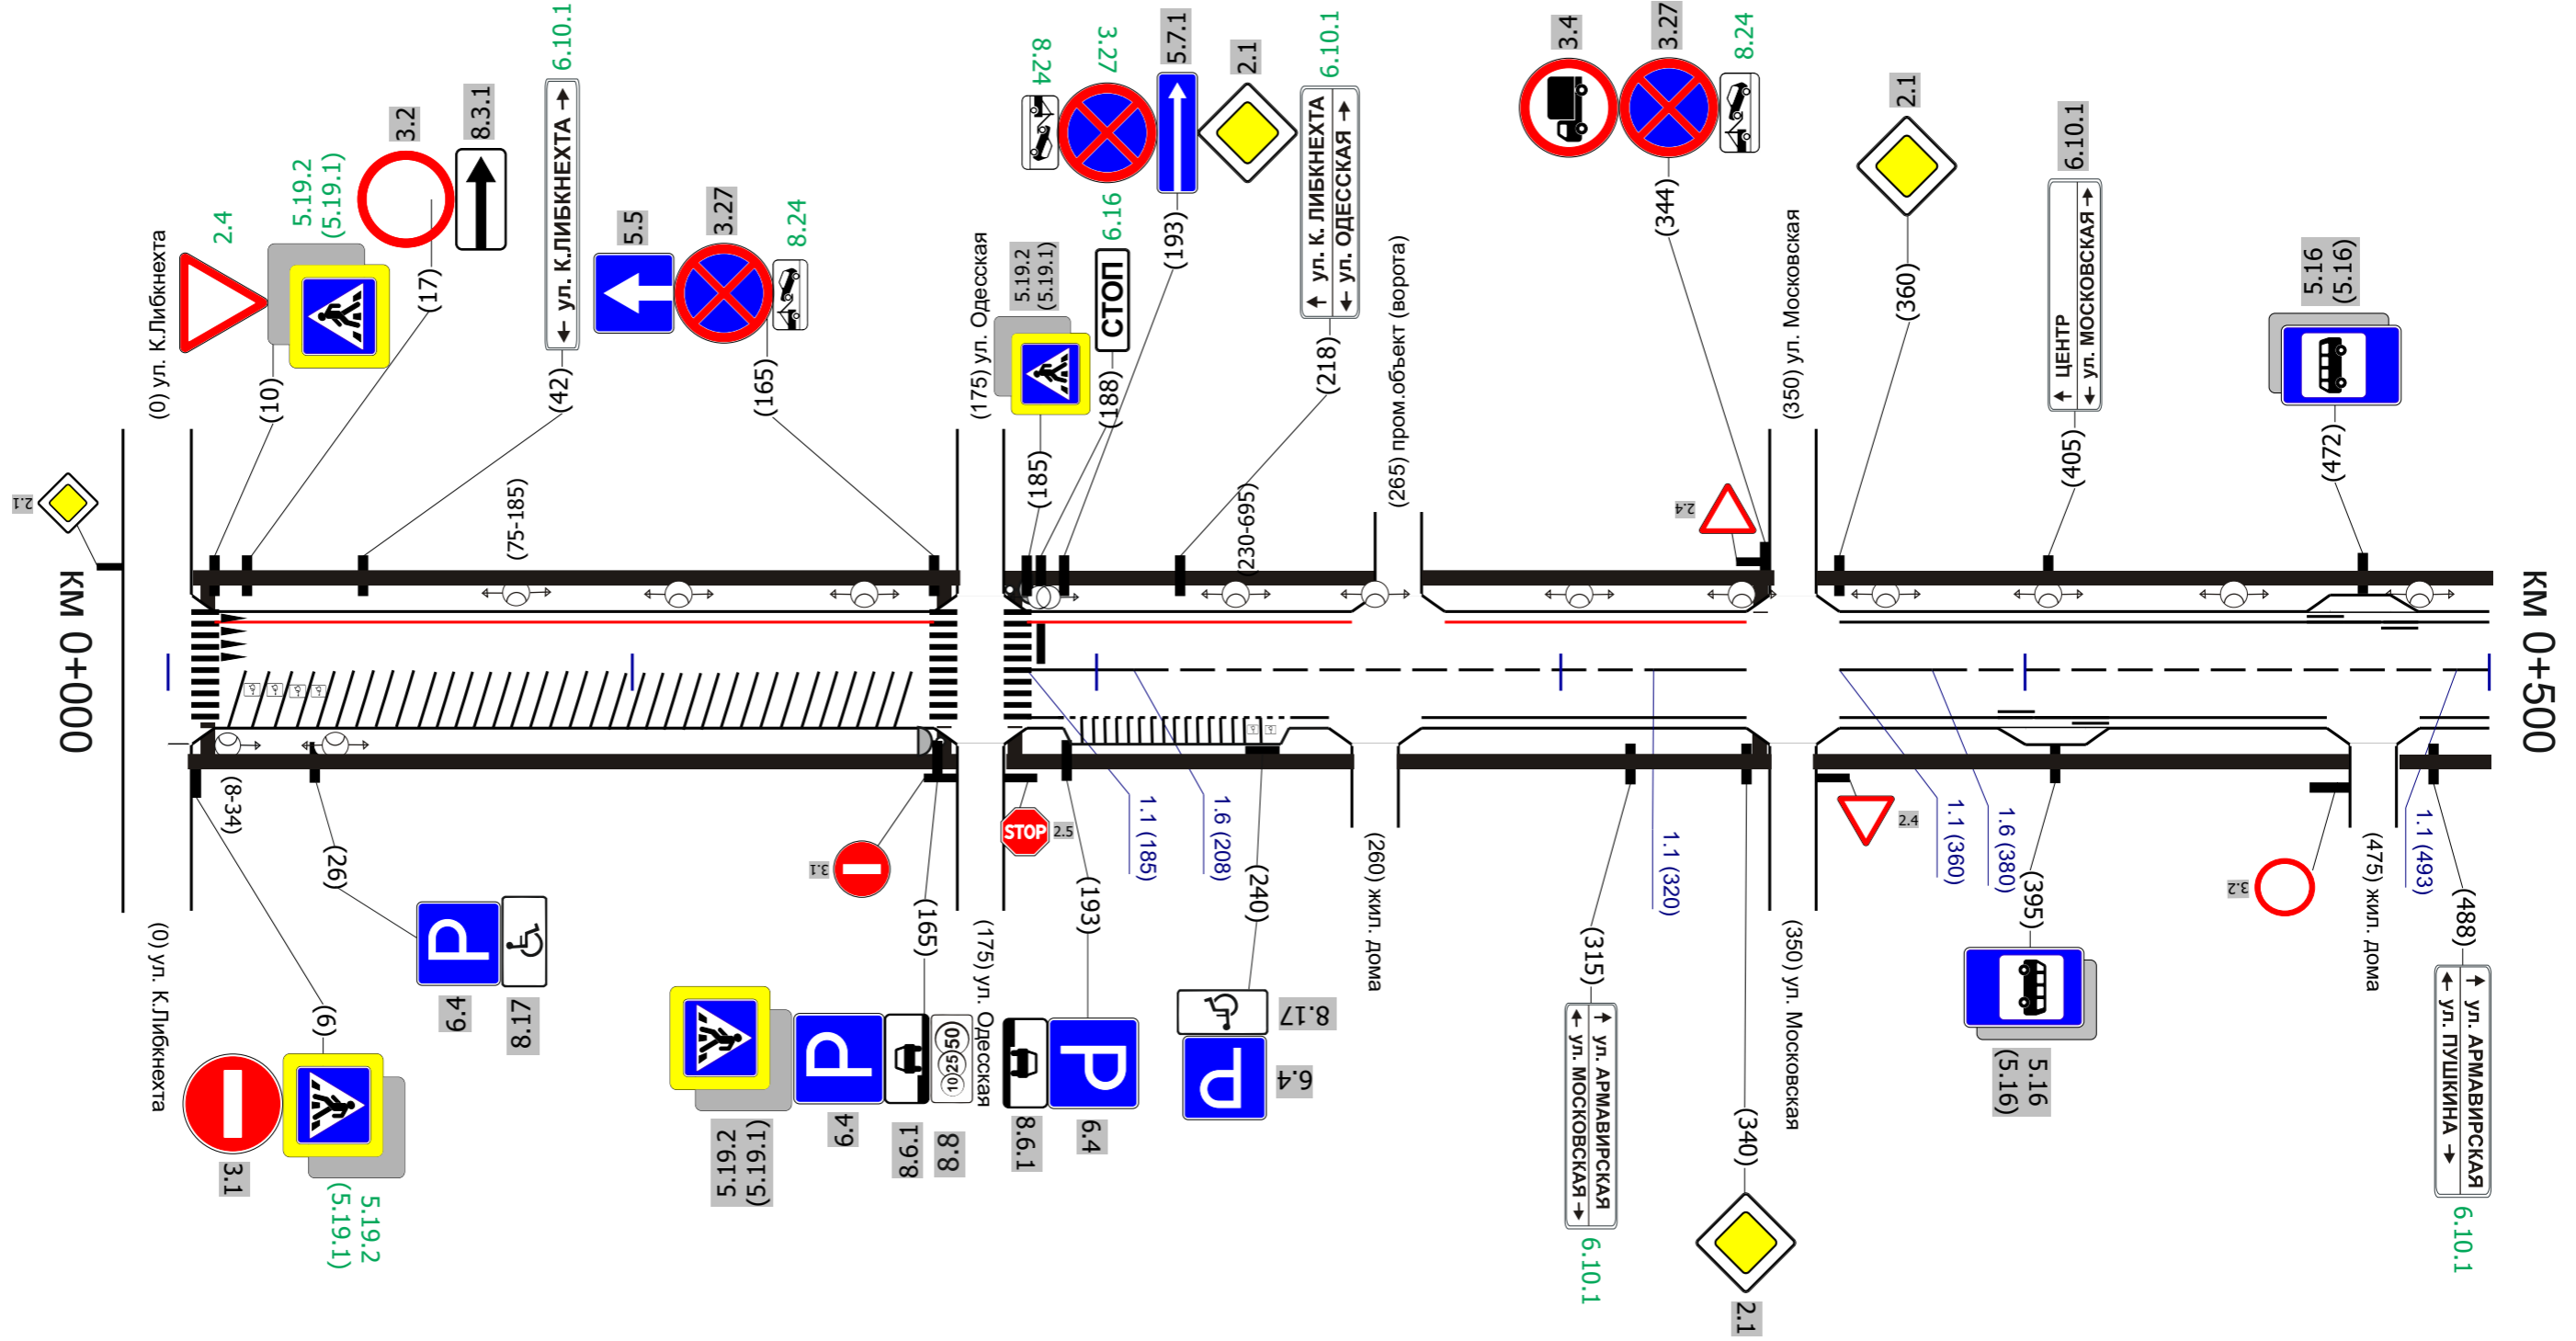 км 0+000
2.1
(0) ул. К.Либкнехта
2.4
(10)
5.19.2
(5.19.1)
3.2
(17)
8.3.1
6.10.1
← ул. К.ЛИБКНЕХТА →
(42)
(75-185)
5.5
3.27
8.24
(165)
(175) ул. Одесская
5.19.2
(5.19.1)
(185)
8.24
3.27
5.7.1
2.1
6.16
СТОП
(188)
(193)
6.10.1
↑ ул. К. ЛИБКНЕХТА
← ул. ОДЕССКАЯ →
(218)
(230-695)
(265) пром.объект (ворота)
3.4
3.27
8.24
(344)
2.4
(350) ул. Московская
2.1
(360)
6.10.1
↑ ЦЕНТР
← ул. МОСКОВСКАЯ →
(405)
5.16
(5.16)
(472)
км 0+500
(0) ул. К.Либкнехта
(8-34)
(6)
3.1
5.19.2
(5.19.1)
(26)
P
6.4
8.17
3.1
(165)
5.19.2
(5.19.1)
P
6.4
8.6.1
10 25 50
8.8
(175) ул. Одесская
STOP
2.5
(193)
8.6.1
P
6.4
1.1 (185)
1.6 (208)
(240)
8.17
P
6.4
(260) жил. дома
(315)
↑ ул. АРМАВИРСКАЯ
← ул. МОСКОВСКАЯ →
6.10.1
1.1 (320)
(340)
2.1
(350) ул. Московская
2.4
1.1 (360)
1.6 (380)
(395)
5.16
(5.16)
3.2
(475) жил. дома
1.1 (493)
(488)
↑ ул. АРМАВИРСКАЯ
← ул. ПУШКИНА →
6.10.1